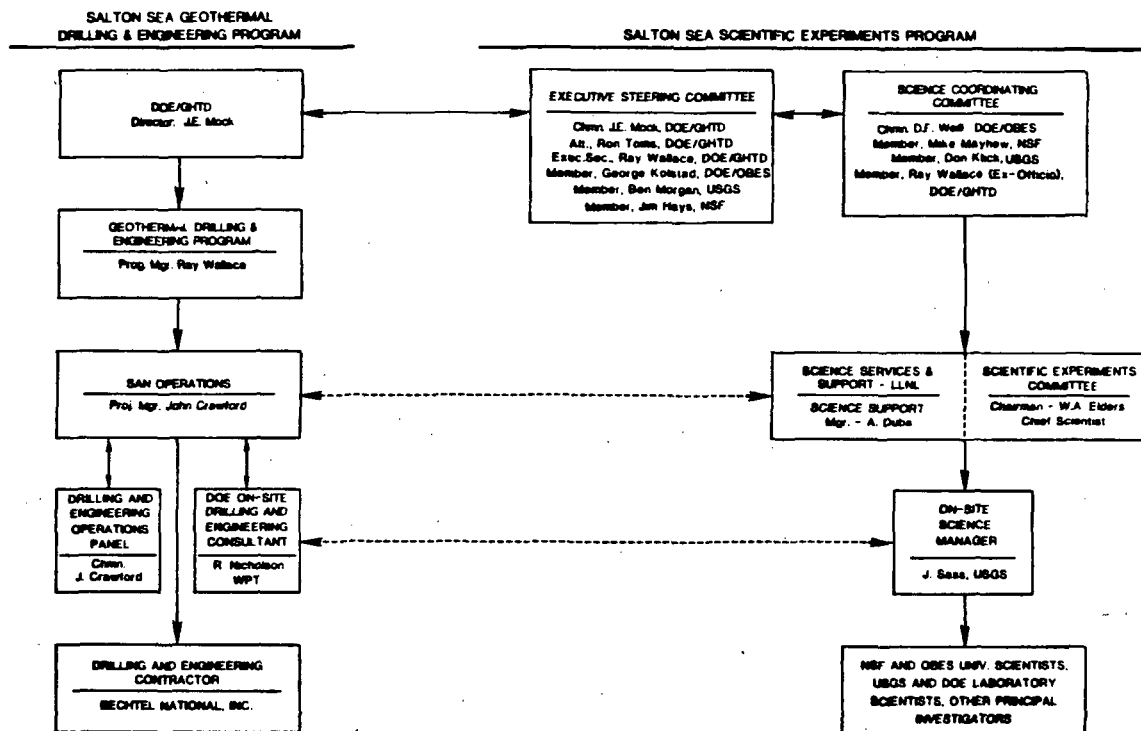 SALTON SEA GEOTHERMAL
DRILLING & ENGINEERING PROGRAM
SALTON SEA SCIENTIFIC EXPERIMENTS PROGRAM
DOE/GHTD
Director. J.E. Mock
EXECUTIVE STEERING COMMITTEE
Chmn. J.E. Mock, DOE/GHTD
Alt., Ron Toms, DOE/GHTD
Exec. Sec., Ray Wallace, DOE/GHTD
Member, George Kolstad, DOE/OBES
Member, Ben Morgan, USGS
Member, Jim Hays, NSF
SCIENCE COORDINATING
COMMITTEE
Chmn. D.F. Weill DOE/OBES
Member, Mike Mayhew, NSF
Member, Don Klick, USGS
Member, Ray Wallace (Ex-Officio),
DOE/GHTD
GEOTHERMAL DRILLING &
ENGINEERING PROGRAM
Prog. Mgr. Ray Wallace
SAN OPERATIONS
Proj. Mgr. John Crawford
SCIENCE SERVICES &
SUPPORT - LLNL
SCIENCE SUPPORT
Mgr. - A. Duba
SCIENTIFIC EXPERIMENTS
COMMITTEE
Chairman - W.A. Elders
Chief Scientist
DRILLING AND
ENGINEERING
OPERATIONS
PANEL
Chmn.
J. Crawford
DOE ON-SITE
DRILLING AND
ENGINEERING
CONSULTANT
R. Nicholson
WPT
ON-SITE
SCIENCE
MANAGER
J. Sass, USGS
DRILLING AND ENGINEERING
CONTRACTOR
BECHTEL NATIONAL, INC.
NSF AND OBES UNIV. SCIENTISTS,
USGS AND DOE LABORATORY
SCIENTISTS, OTHER PRINCIPAL
INVESTIGATORS